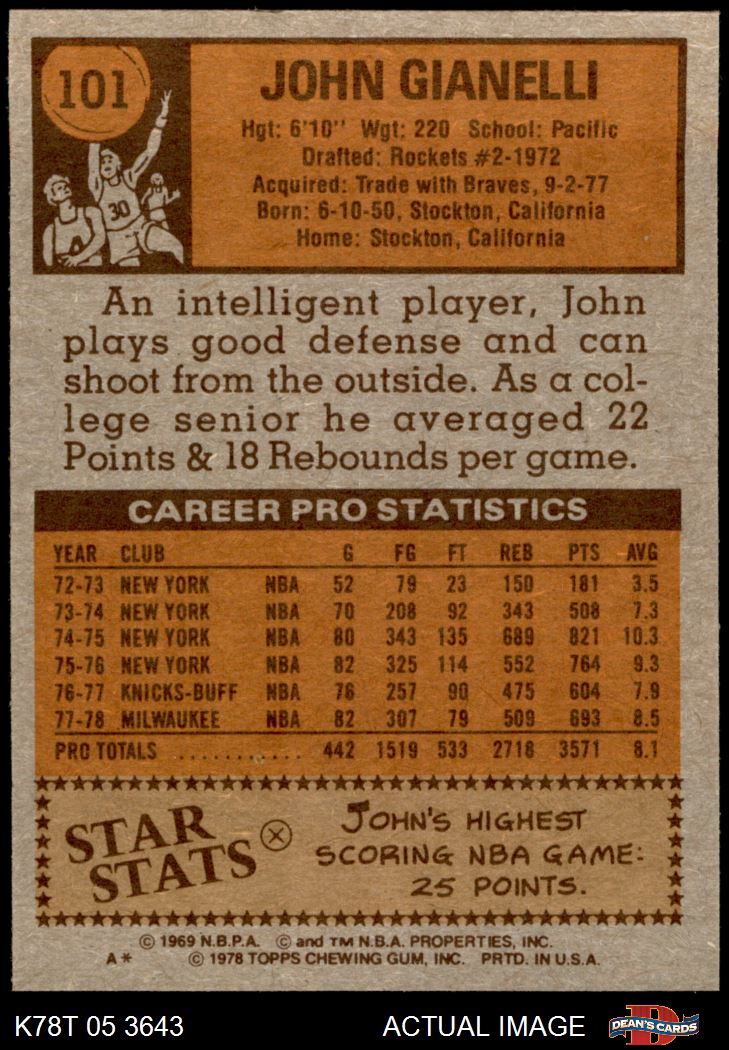 101
JOHN GIANELLI
Hgt: 6'10" Wgt: 220 School: Pacific
Drafted: Rockets #2-1972
Acquired: Trade with Braves, 9-2-77
Born: 6-10-50, Stockton, California
Home: Stockton, California
30
An intelligent player, John
plays good defense and can
shoot from the outside. As a col-
lege senior he averaged 22
Points & 18 Rebounds per game.
CAREER PRO STATISTICS
YEAR CLUB G FG FT REB PTS AVG
72-73 NEW YORK NBA 52 79 23 150 181 3.5
73-74 NEW YORK NBA 70 208 92 343 508 7.3
74-75 NEW YORK NBA 80 343 135 689 821 10.3
75-76 NEW YORK NBA 82 325 114 552 764 9.3
76-77 KNICKS-BUFF NBA 76 257 90 475 604 7.9
77-78 MILWAUKEE NBA 82 307 79 509 693 8.5
PRO TOTALS ............ 442 1519 533 2718 3571 8.1
STAR
STATS
JOHN'S HIGHEST
SCORING NBA GAME:
25 POINTS.
© 1969 N.B.P.A. © and TM N.B.A. PROPERTIES, INC.
A* © 1978 TOPPS CHEWING GUM, INC. PRTD. IN U.S.A.
K78T 05 3643 ACTUAL IMAGE DEAN'S CARDS